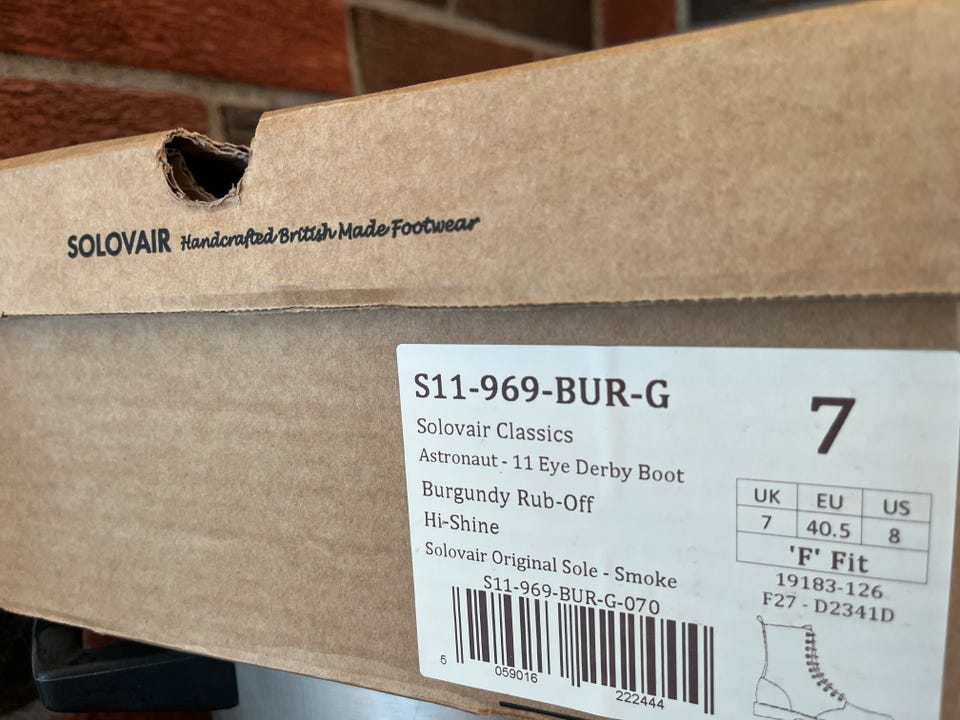 SOLOVAIR Handcrafted British Made Footwear
S11-969-BUR-G
7
Solovair Classics
Astronaut - 11 Eye Derby Boot
Burgundy Rub-Off
Hi-Shine
Solovair Original Sole - Smoke
UK EU US
7 40.5 8
'F' Fit
19183-126
F27 - D2341D
S11-969-BUR-G-070
5 059016 222444